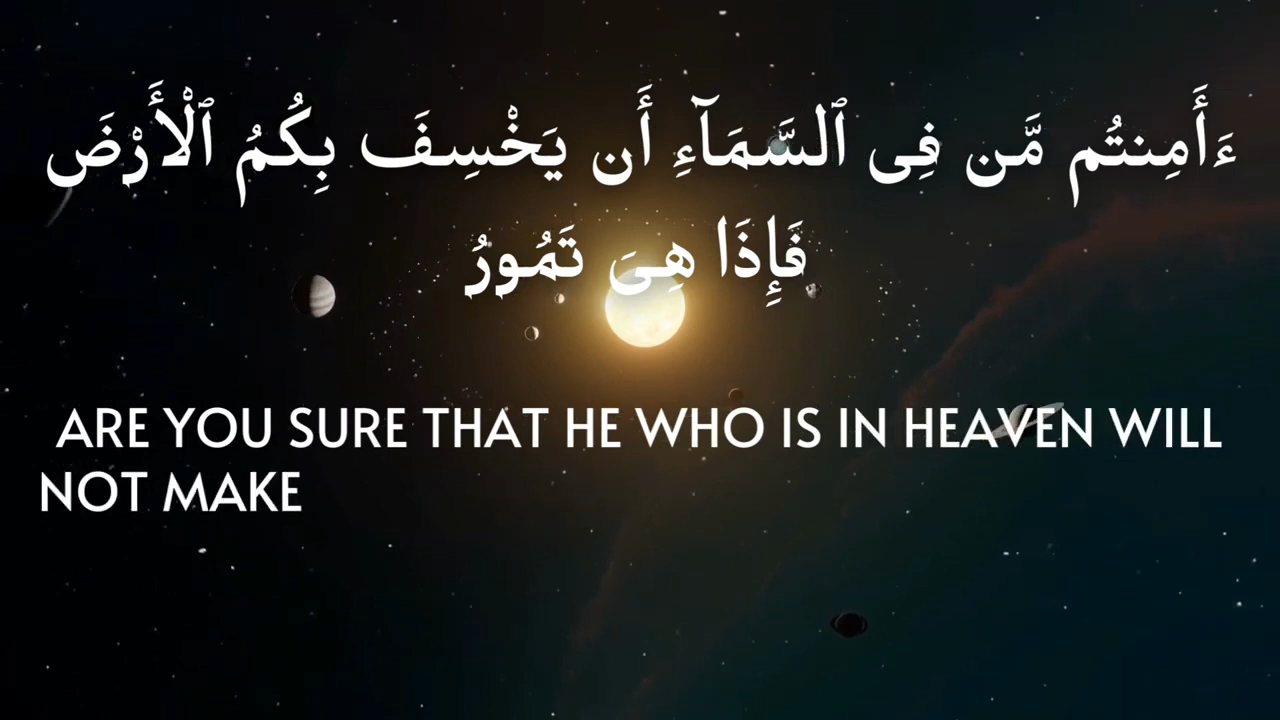 ءَأَمِنتُم مَّن فِى ٱلسَّمَآءِ أَن يَخْسِفَ بِكُمُ ٱلْأَرْضَ
فَإِذَا هِىَ تَمُورُ
ARE YOU SURE THAT HE WHO IS IN HEAVEN WILL
NOT MAKE